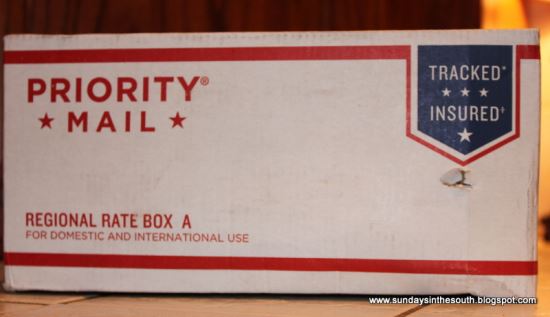 PRIORITY®
★ MAIL ★
TRACKED*
★ ★ ★
INSURED†
★
REGIONAL RATE BOX A
FOR DOMESTIC AND INTERNATIONAL USE
www.sundaysinthesouth.blogspot.com